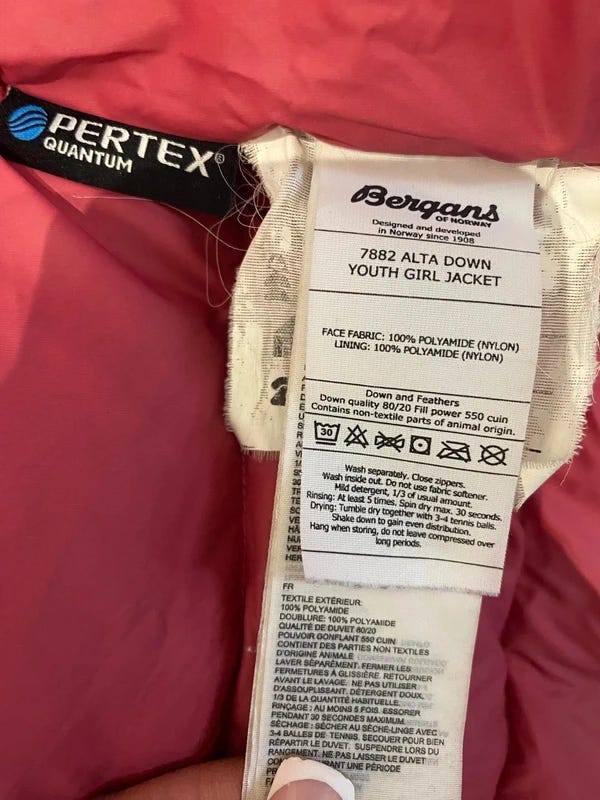 PERTEX®
QUANTUM
Bergans
OF NORWAY
Designed and developed
in Norway since 1908
7882 ALTA DOWN
YOUTH GIRL JACKET
FACE FABRIC: 100% POLYAMIDE (NYLON)
LINING: 100% POLYAMIDE (NYLON)
Down and Feathers
Down quality 80/20 Fill power 550 cuin
Contains non-textile parts of animal origin.
30
Wash separately. Close zippers.
Wash inside out. Do not use fabric softener.
Mild detergent, 1/3 of usual amount.
Rinsing: At least 5 times. Spin dry max. 30 seconds.
Drying: Tumble dry together with 3-4 tennis balls.
Shake down to gain even distribution.
Hang when storing, do not leave compressed over
long periods.
FR
TEXTILE EXTÉRIEUR:
100% POLYAMIDE
DOUBLURE: 100% POLYAMIDE
QUALITÉ DE DUVET 80/20
POUVOIR GONFLANT 550 CUIN
CONTIENT DES PARTIES NON TEXTILES
D'ORIGINE ANIMALE
LAVER SÉPARÉMENT. FERMER LES
FERMETURES À GLISSIÈRE. RETOURNER
AVANT LE LAVAGE. NE PAS UTILISER
D'ASSOUPLISSANT. DÉTERGENT DOUX,
1/3 DE LA QUANTITÉ HABITUELLE.
RINÇAGE: AU MOINS 5 FOIS. ESSORER
PENDANT 30 SECONDES MAXIMUM.
SÉCHAGE: SÉCHER AU SÈCHE-LINGE AVEC
3-4 BALLES DE TENNIS. SECOUER POUR BIEN
RÉPARTIR LE DUVET. SUSPENDRE LORS DU
RANGEMENT. NE PAS LAISSER LE DUVET
UNE PÉRIODE